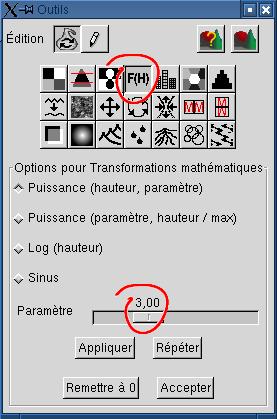 Outils
Édition
F(H)
Options pour Transformations mathématiques
Puissance (hauteur, paramètre)
Puissance (paramètre, hauteur / max)
Log (hauteur)
Sinus
3,00
Paramètre
Appliquer Répéter
Remettre à 0 Accepter